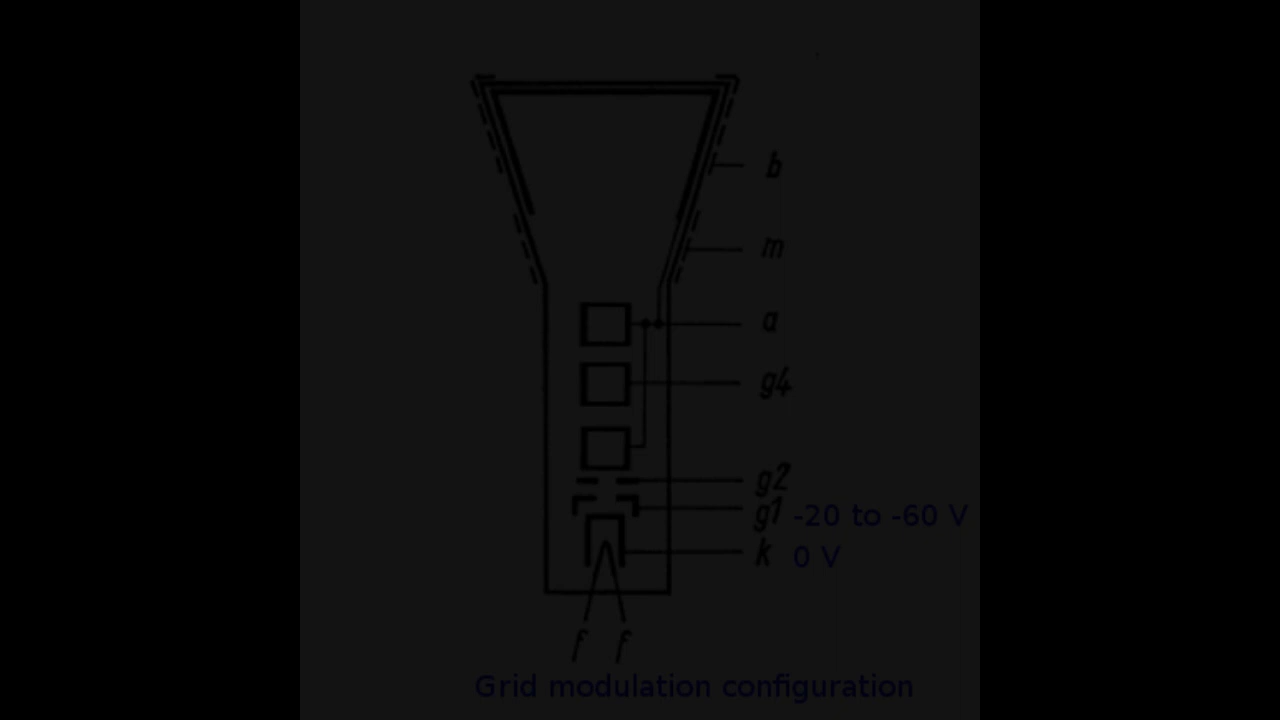 b
m
a
g4
g2
g1 -20 to -60 V
k 0 V
f f
Grid modulation configuration